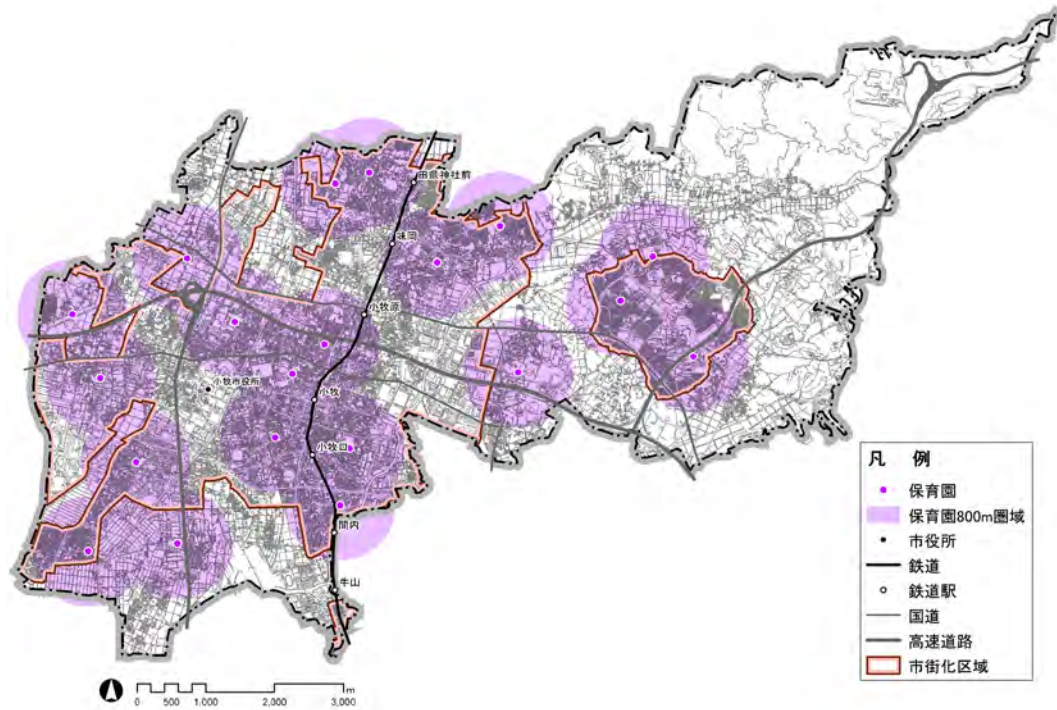 田県神社前
味岡
小牧原
小牧市役所
小牧
小牧口
間内
牛山
凡 例
保育園
保育園800m圏域
市役所
鉄道
鉄道駅
国道
高速道路
市街化区域
0 500 1,000 2,000 3,000 m